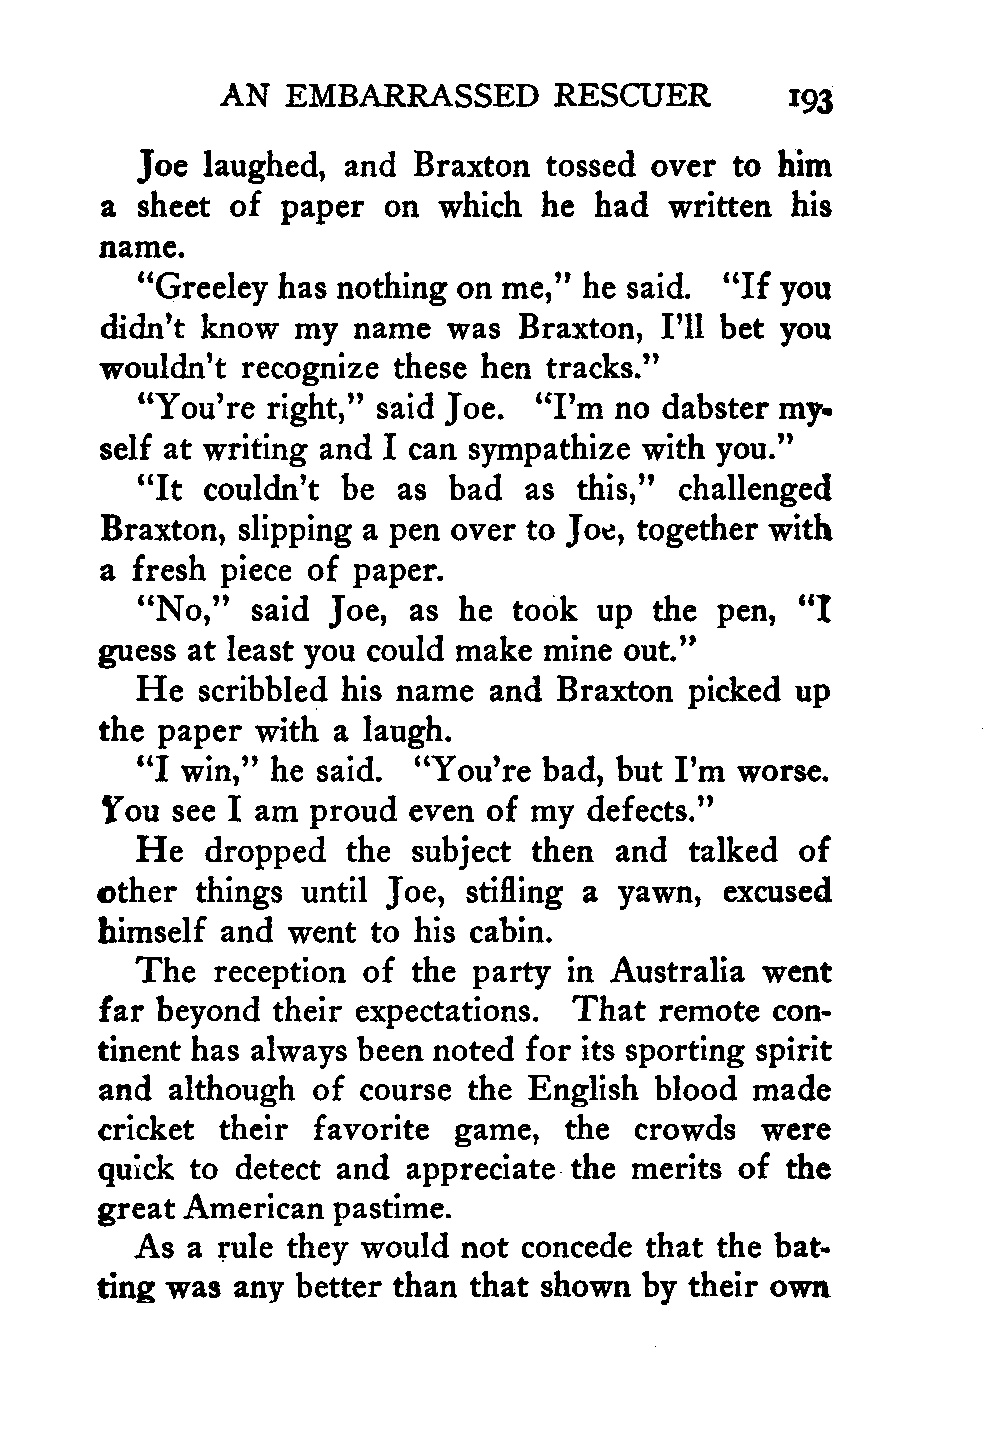 AN EMBARRASSED RESCUER 193
Joe laughed, and Braxton tossed over to him
a sheet of paper on which he had written his
name.
“Greeley has nothing on me,” he said. “If you
didn’t know my name was Braxton, I’ll bet you
wouldn’t recognize these hen tracks.”
“You’re right,” said Joe. “I’m no dabster my-
self at writing and I can sympathize with you.”
“It couldn’t be as bad as this,” challenged
Braxton, slipping a pen over to Joe, together with
a fresh piece of paper.
“No,” said Joe, as he took up the pen, “I
guess at least you could make mine out.”
He scribbled his name and Braxton picked up
the paper with a laugh.
“I win,” he said. “You’re bad, but I’m worse.
You see I am proud even of my defects.”
He dropped the subject then and talked of
other things until Joe, stifling a yawn, excused
himself and went to his cabin.
The reception of the party in Australia went
far beyond their expectations. That remote con-
tinent has always been noted for its sporting spirit
and although of course the English blood made
cricket their favorite game, the crowds were
quick to detect and appreciate the merits of the
great American pastime.
As a rule they would not concede that the bat-
ting was any better than that shown by their own